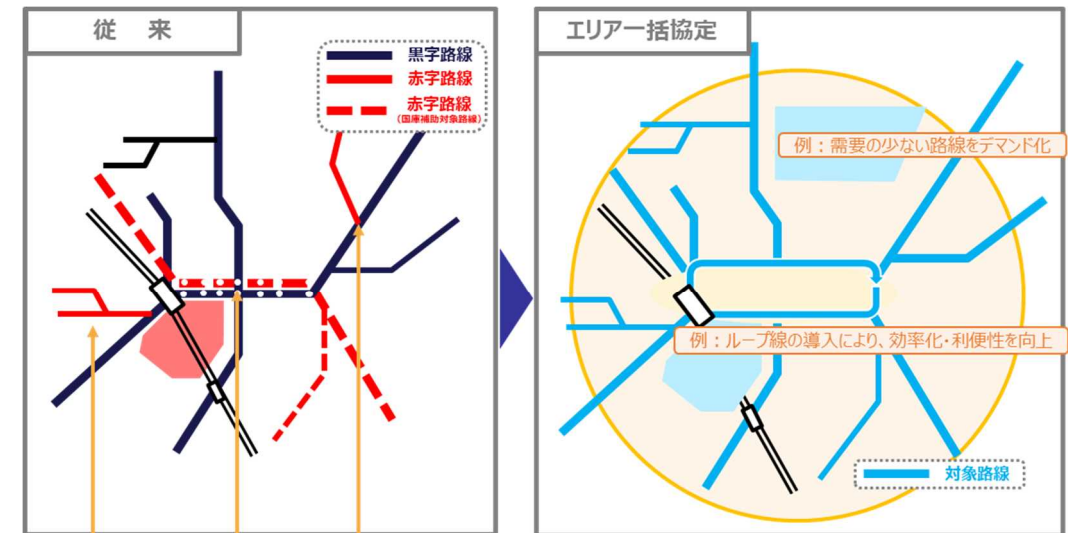 従 来
黒字路線
赤字路線
赤字路線
(国庫補助対象路線)
エリア一括協定
例：需要の少ない路線をデマンド化
例：ループ線の導入により、効率化・利便性を向上
対象路線